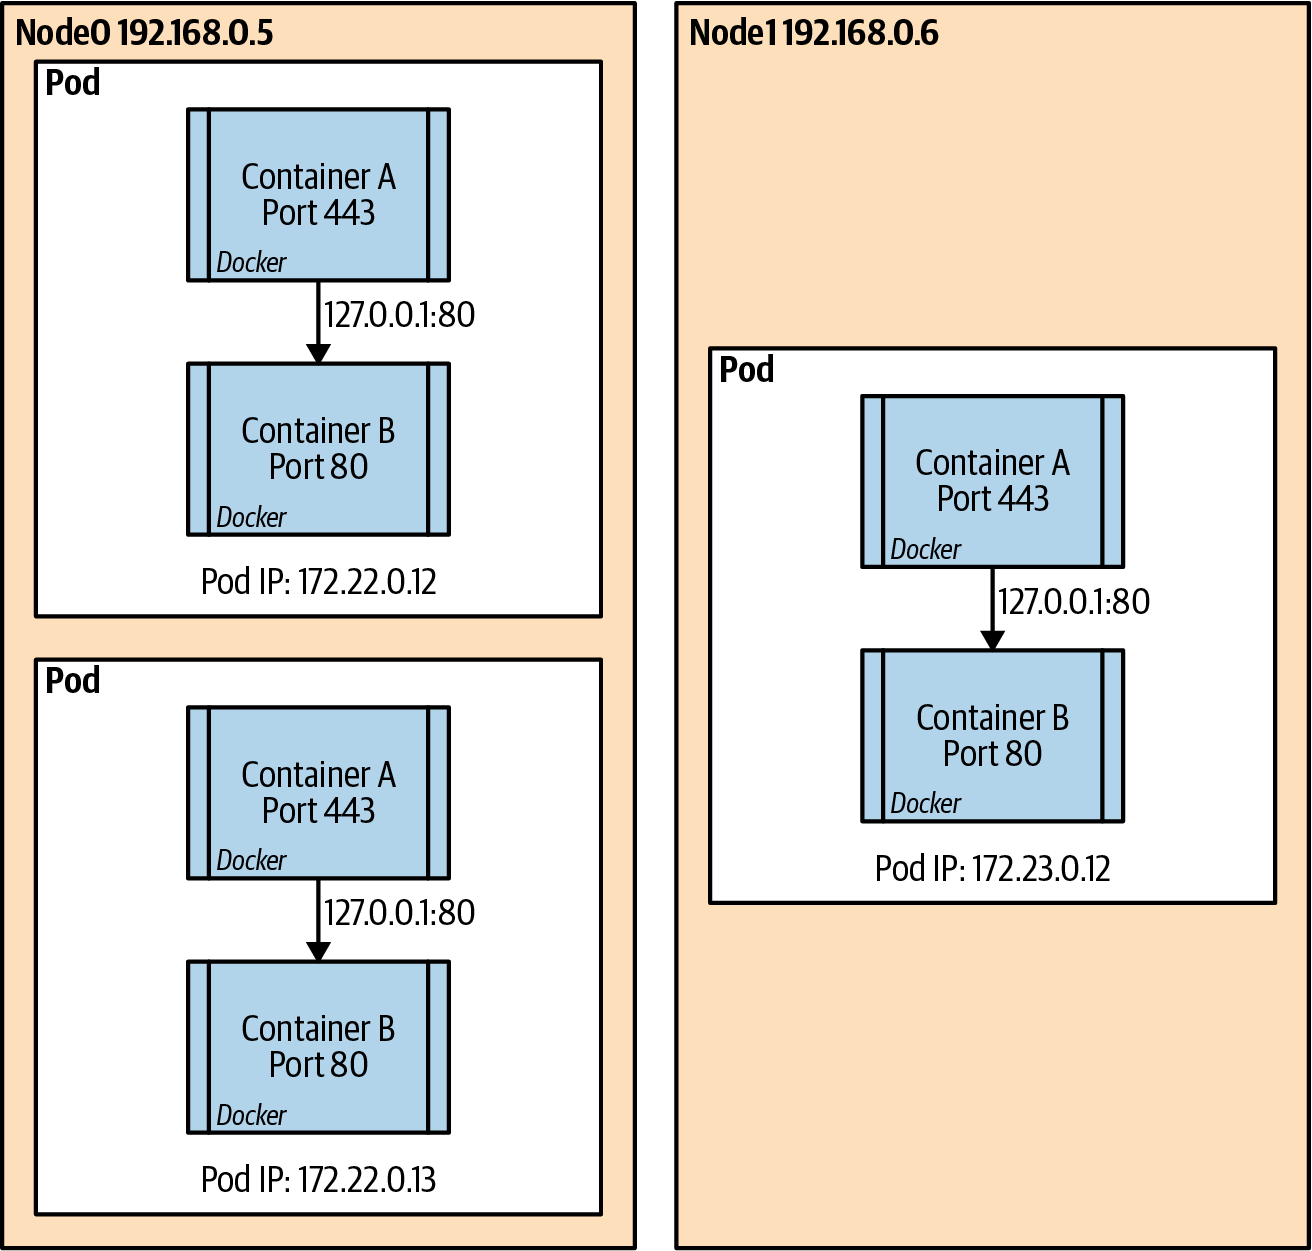 Node0 192.168.0.5
Pod
Container A
Port 443
Docker
127.0.0.1:80
Container B
Port 80
Docker
Pod IP: 172.22.0.12
Pod
Container A
Port 443
Docker
127.0.0.1:80
Container B
Port 80
Docker
Pod IP: 172.22.0.13
Node1 192.168.0.6
Pod
Container A
Port 443
Docker
127.0.0.1:80
Container B
Port 80
Docker
Pod IP: 172.23.0.12